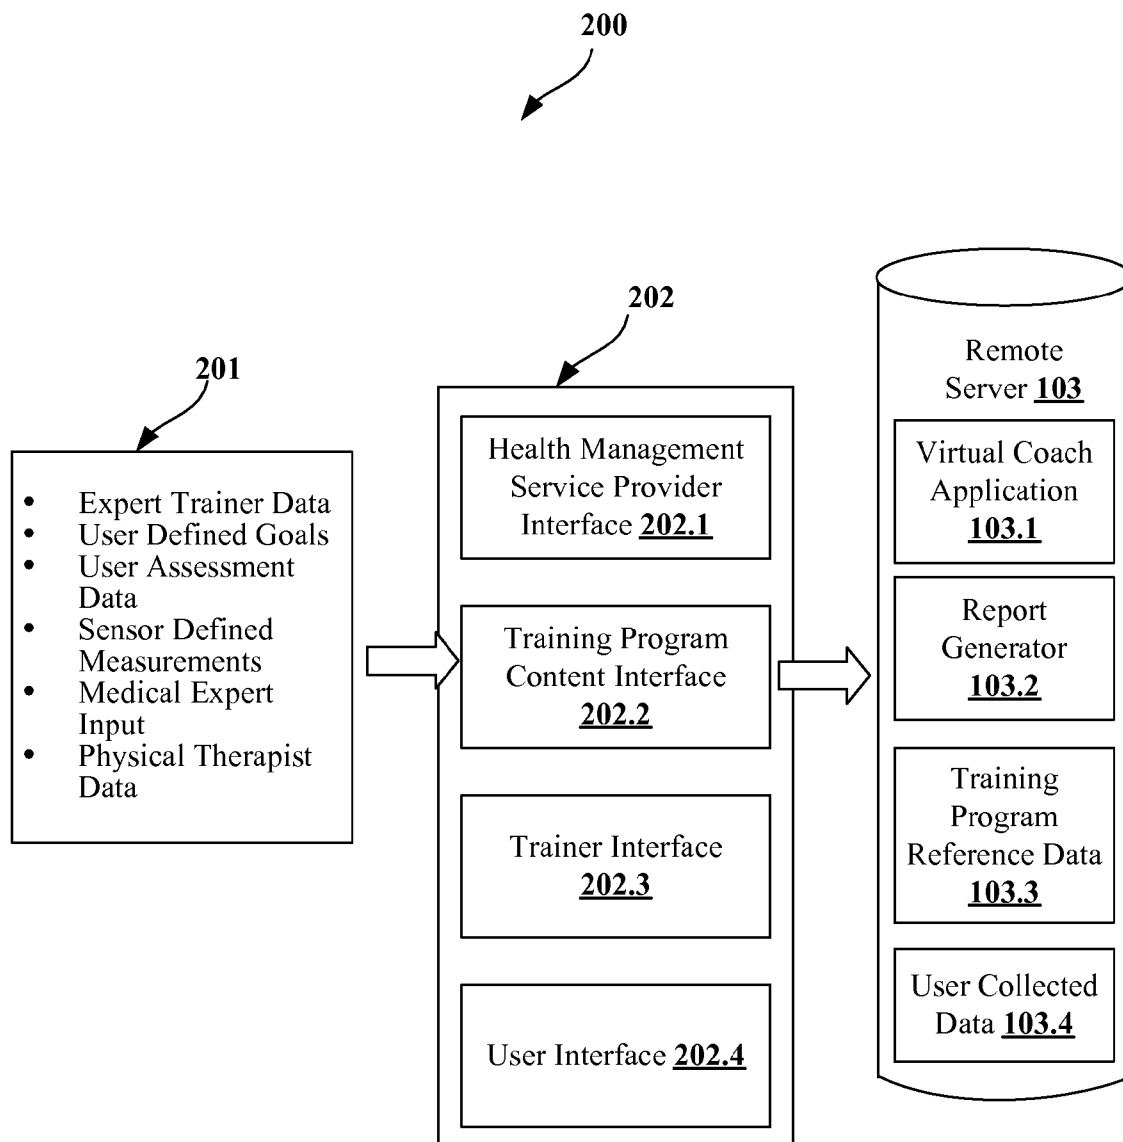 200
201
• Expert Trainer Data
• User Defined Goals
• User Assessment
Data
• Sensor Defined
Measurements
• Medical Expert
Input
• Physical Therapist
Data
202
Health Management
Service Provider
Interface 202.1
Training Program
Content Interface
202.2
Trainer Interface
202.3
User Interface 202.4
Remote
Server 103
Virtual Coach
Application
103.1
Report
Generator
103.2
Training
Program
Reference Data
103.3
User Collected
Data 103.4